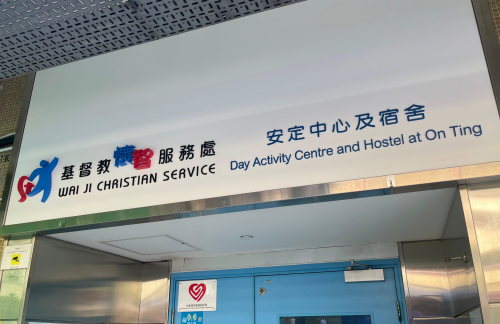 基督教懷智服務處
WAI JI CHRISTIAN SERVICE
安定中心及宿舍
Day Activity Centre and Hostel at On Ting